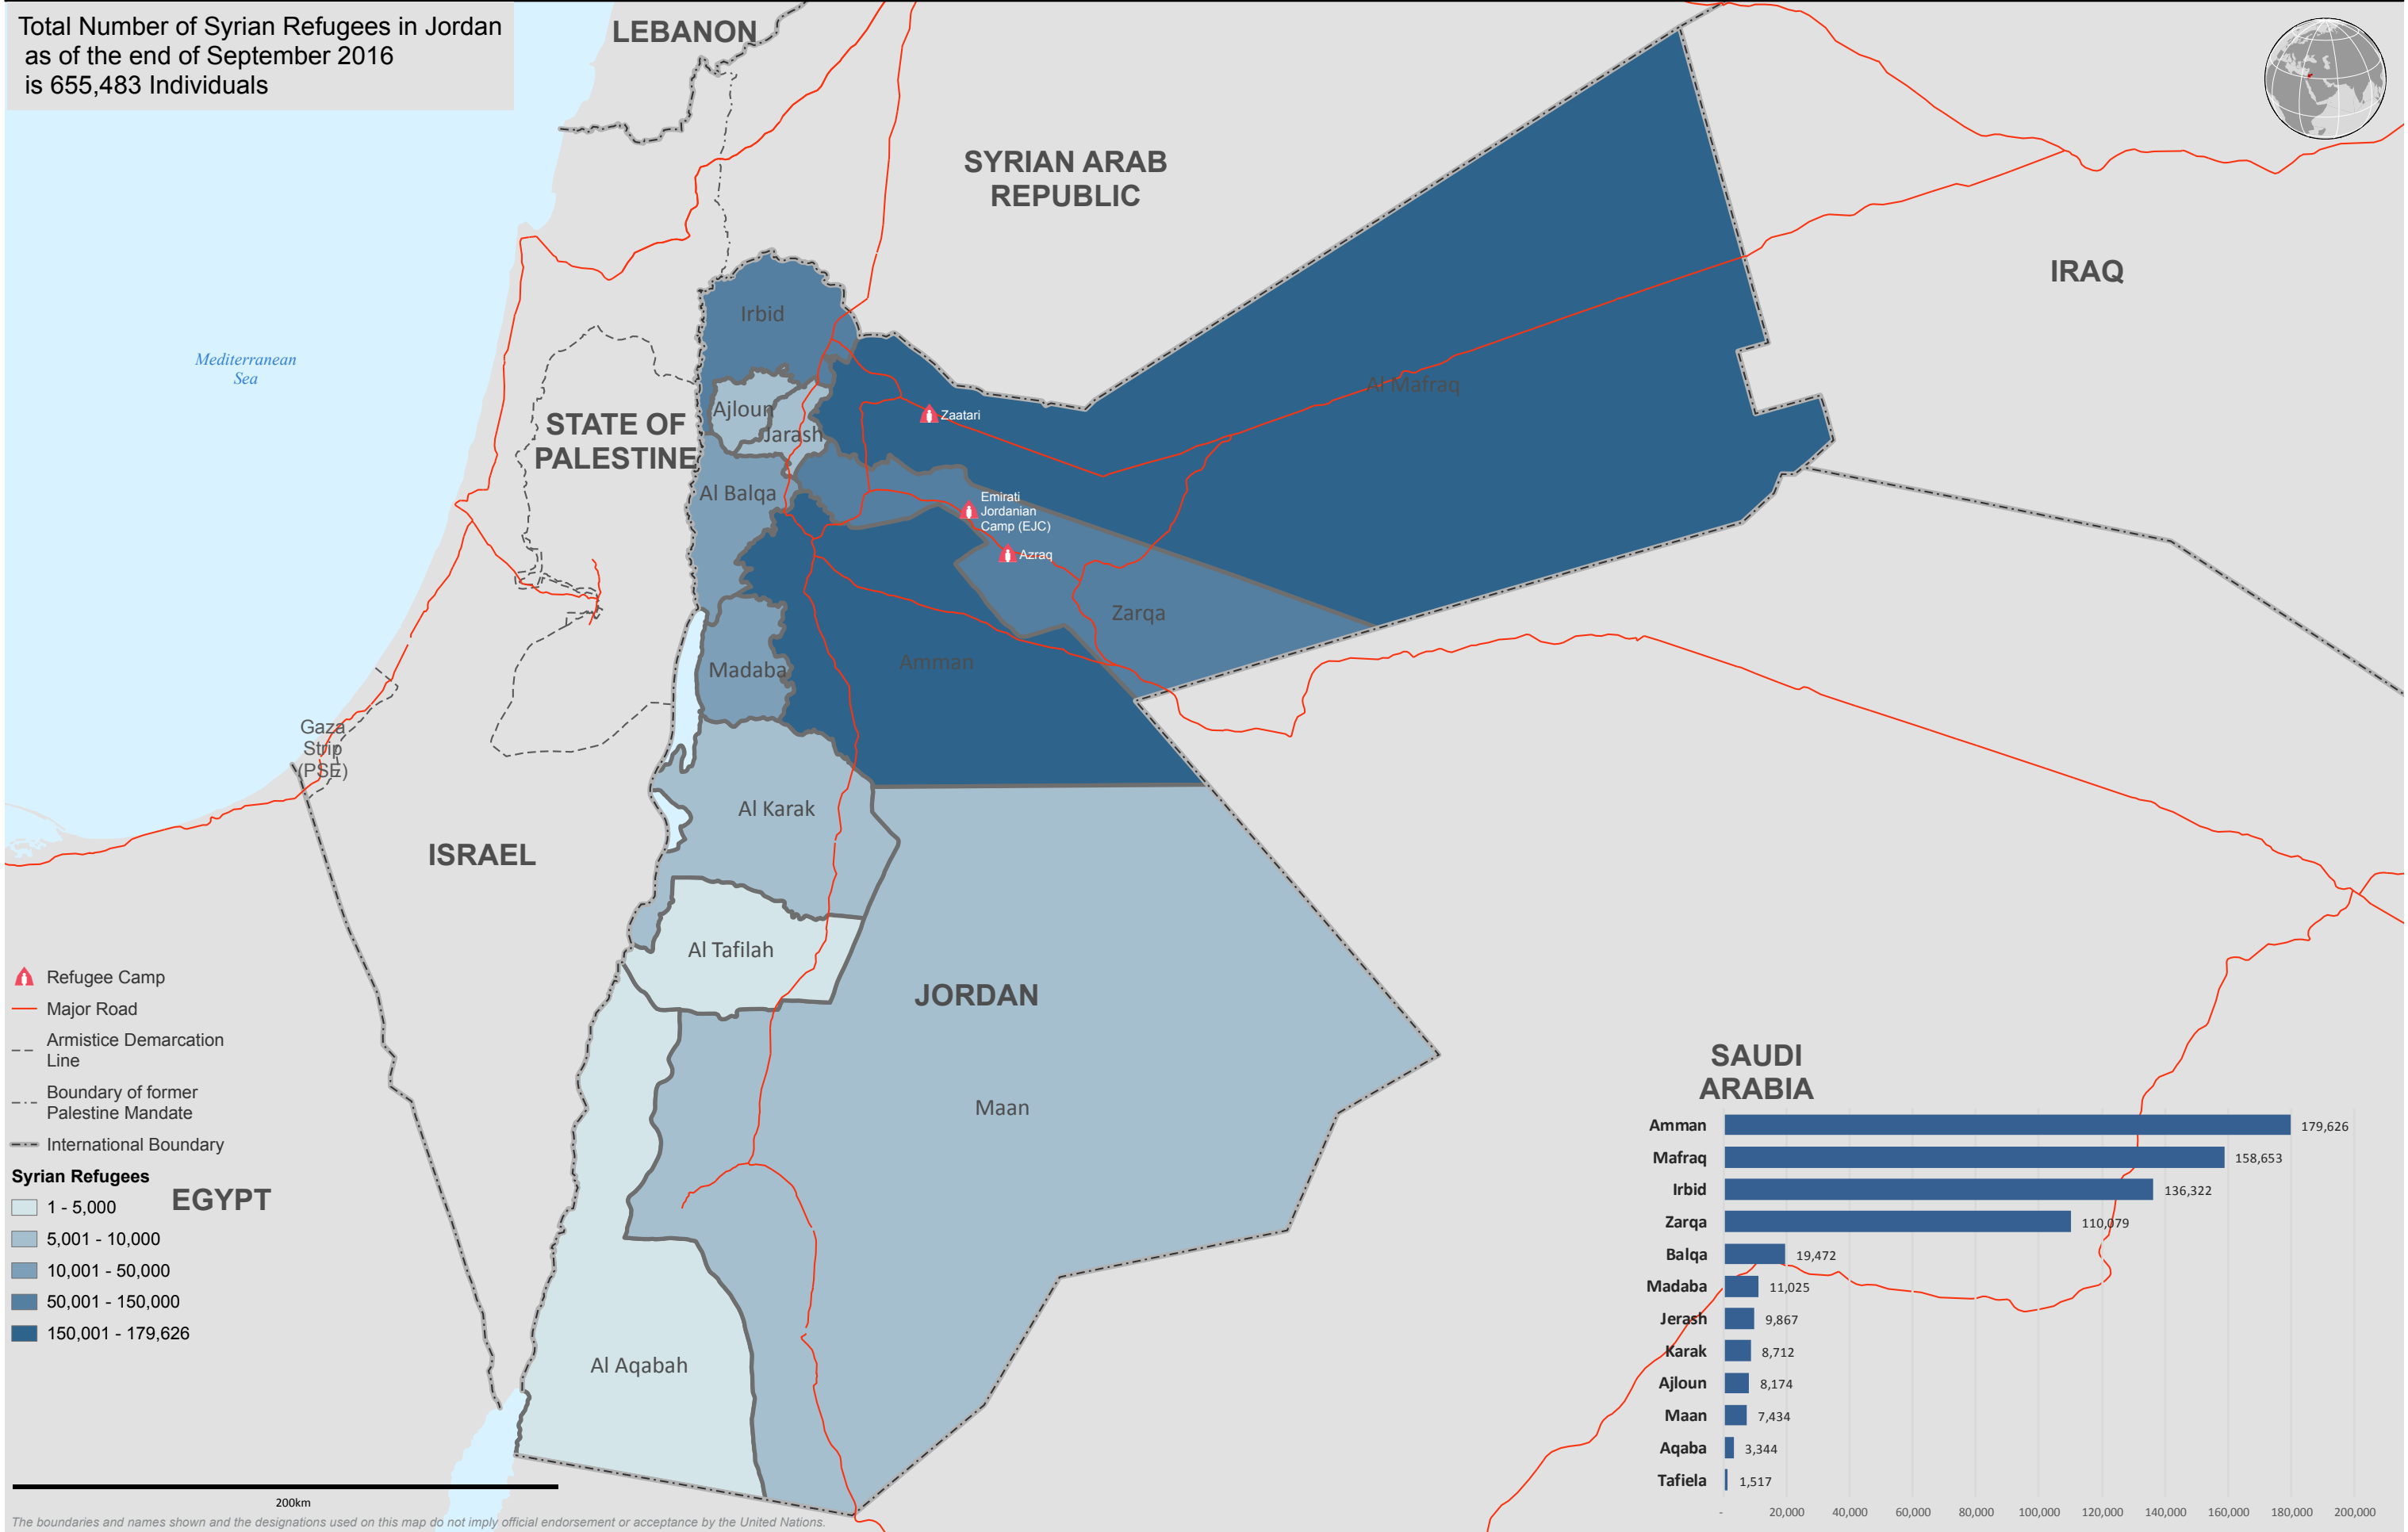 Total Number of Syrian Refugees in Jordan
as of the end of September 2016
is 655,483 Individuals
LEBANON
SYRIAN ARAB
REPUBLIC
IRAQ
Mediterranean
Sea
STATE OF
PALESTINE
Irbid
Ajloun
Jarash
Al Mafraq
Zaatari
Al Balqa
Emirati
Jordanian
Camp (EJC)
Azraq
Zarqa
Amman
Madaba
Gaza
Strip
(PSE)
Al Karak
ISRAEL
Al Tafilah
JORDAN
Maan
Al Aqabah
EGYPT
SAUDI
ARABIA
Refugee Camp
Major Road
Armistice Demarcation
Line
Boundary of former
Palestine Mandate
International Boundary
Syrian Refugees
1 - 5,000
5,001 - 10,000
10,001 - 50,000
50,001 - 150,000
150,001 - 179,626
Amman 179,626
Mafraq 158,653
Irbid 136,322
Zarqa 110,079
Balqa 19,472
Madaba 11,025
Jerash 9,867
Karak 8,712
Ajloun 8,174
Maan 7,434
Aqaba 3,344
Tafiela 1,517
- 20,000 40,000 60,000 80,000 100,000 120,000 140,000 160,000 180,000 200,000
200km
The boundaries and names shown and the designations used on this map do not imply official endorsement or acceptance by the United Nations.